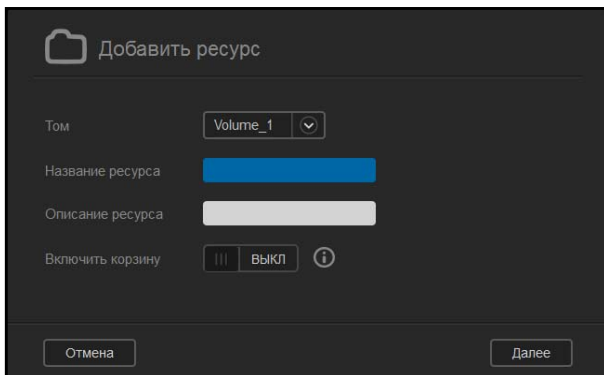 Добавить ресурс
Том Volume_1
Название ресурса
Описание ресурса
Включить корзину ВЫКЛ
Отмена Далее